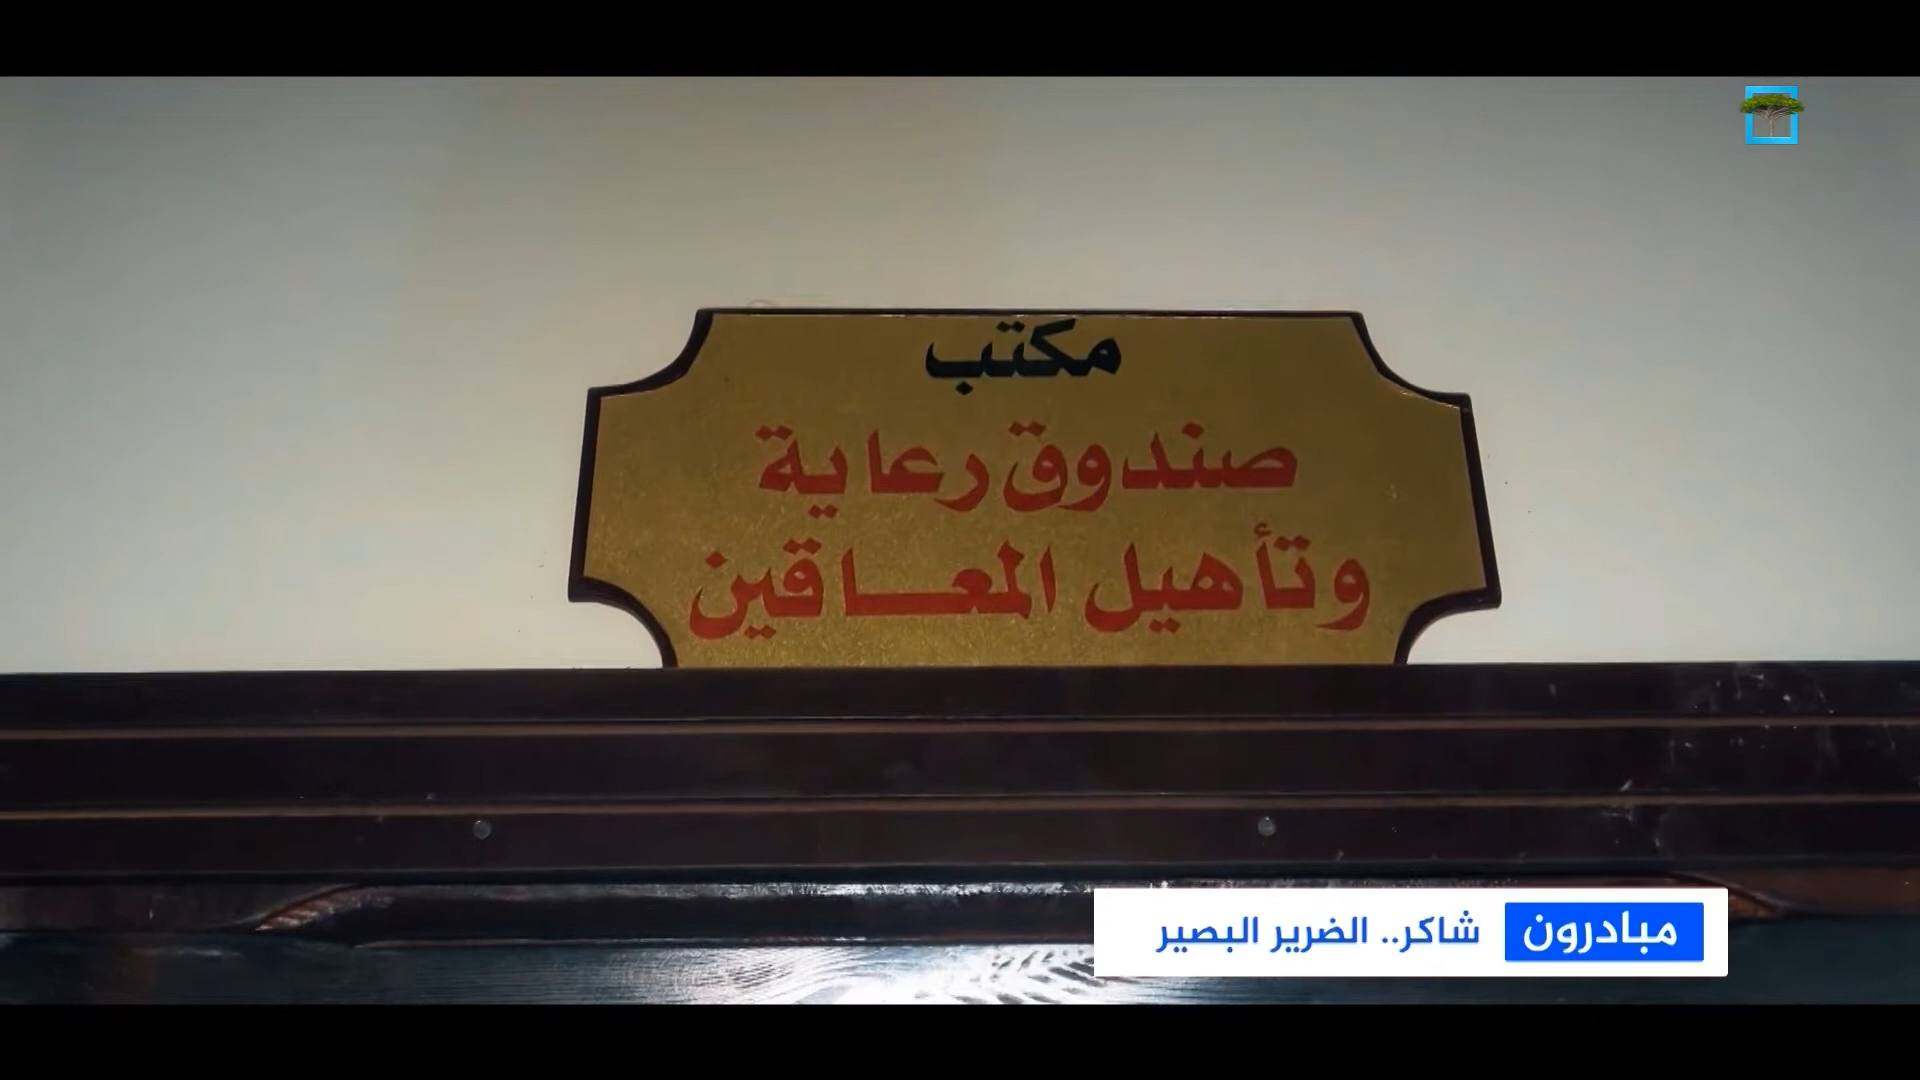 مكتب
صندوق رعاية
وتأهيل المعاقين
مبادرون شاكر.. الضرير البصير